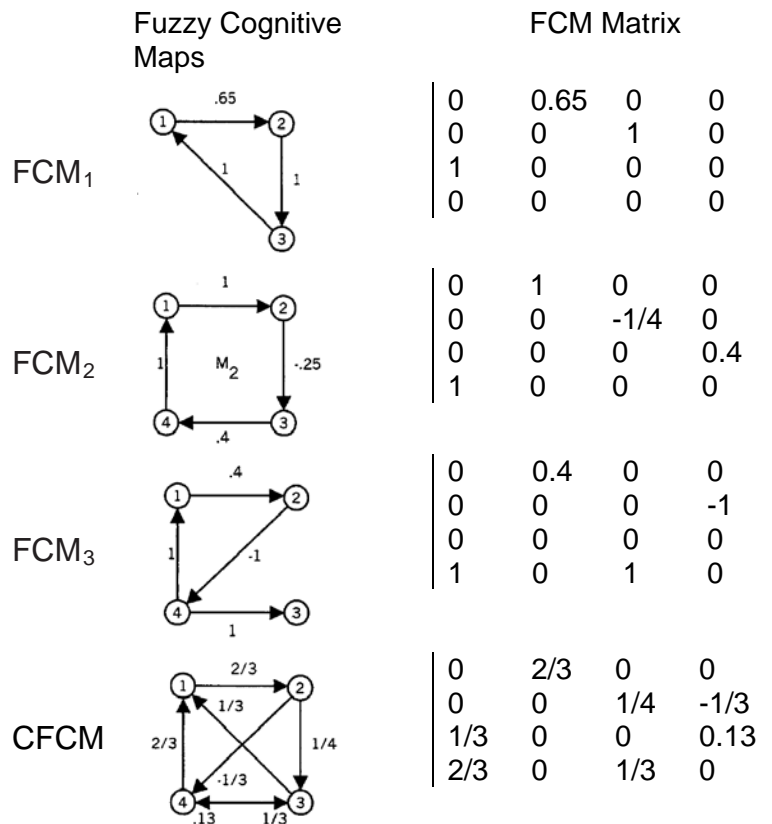 Fuzzy Cognitive Maps
FCM Matrix
FCM1
1 .65 2
1 1
3
0 0.65 0 0
0 0 1 0
1 0 0 0
0 0 0 0
FCM2
1
1 2
1 M2 -.25
4 3
.4
0 1 0 0
0 0 -1/4 0
0 0 0 0.4
1 0 0 0
FCM3
.4
1 2
1 -1
4 3
1
0 0.4 0 0
0 0 0 -1
0 0 0 0
1 0 1 0
CFCM
2/3
1 2
1/3
2/3 1/4
-1/3
4 3
.13 1/3
0 2/3 0 0
0 0 1/4 -1/3
1/3 0 0 0.13
2/3 0 1/3 0